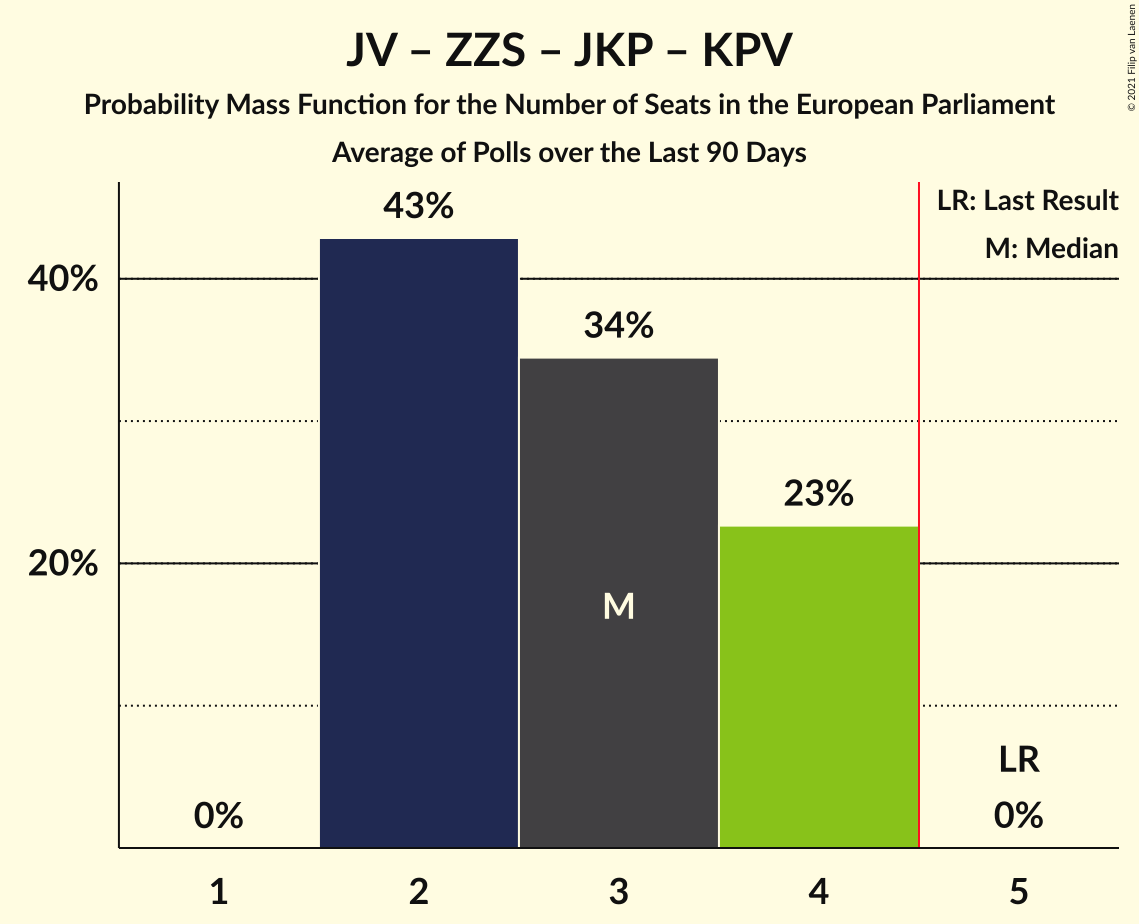 JV – ZZS – JKP – KPV
Probability Mass Function for the Number of Seats in the European Parliament
Average of Polls over the Last 90 Days
© 2021 Filip van Laenen
LR: Last Result
M: Median
43%
40%
34%
23%
20%
M
LR
0%
0%
1
2
3
4
5